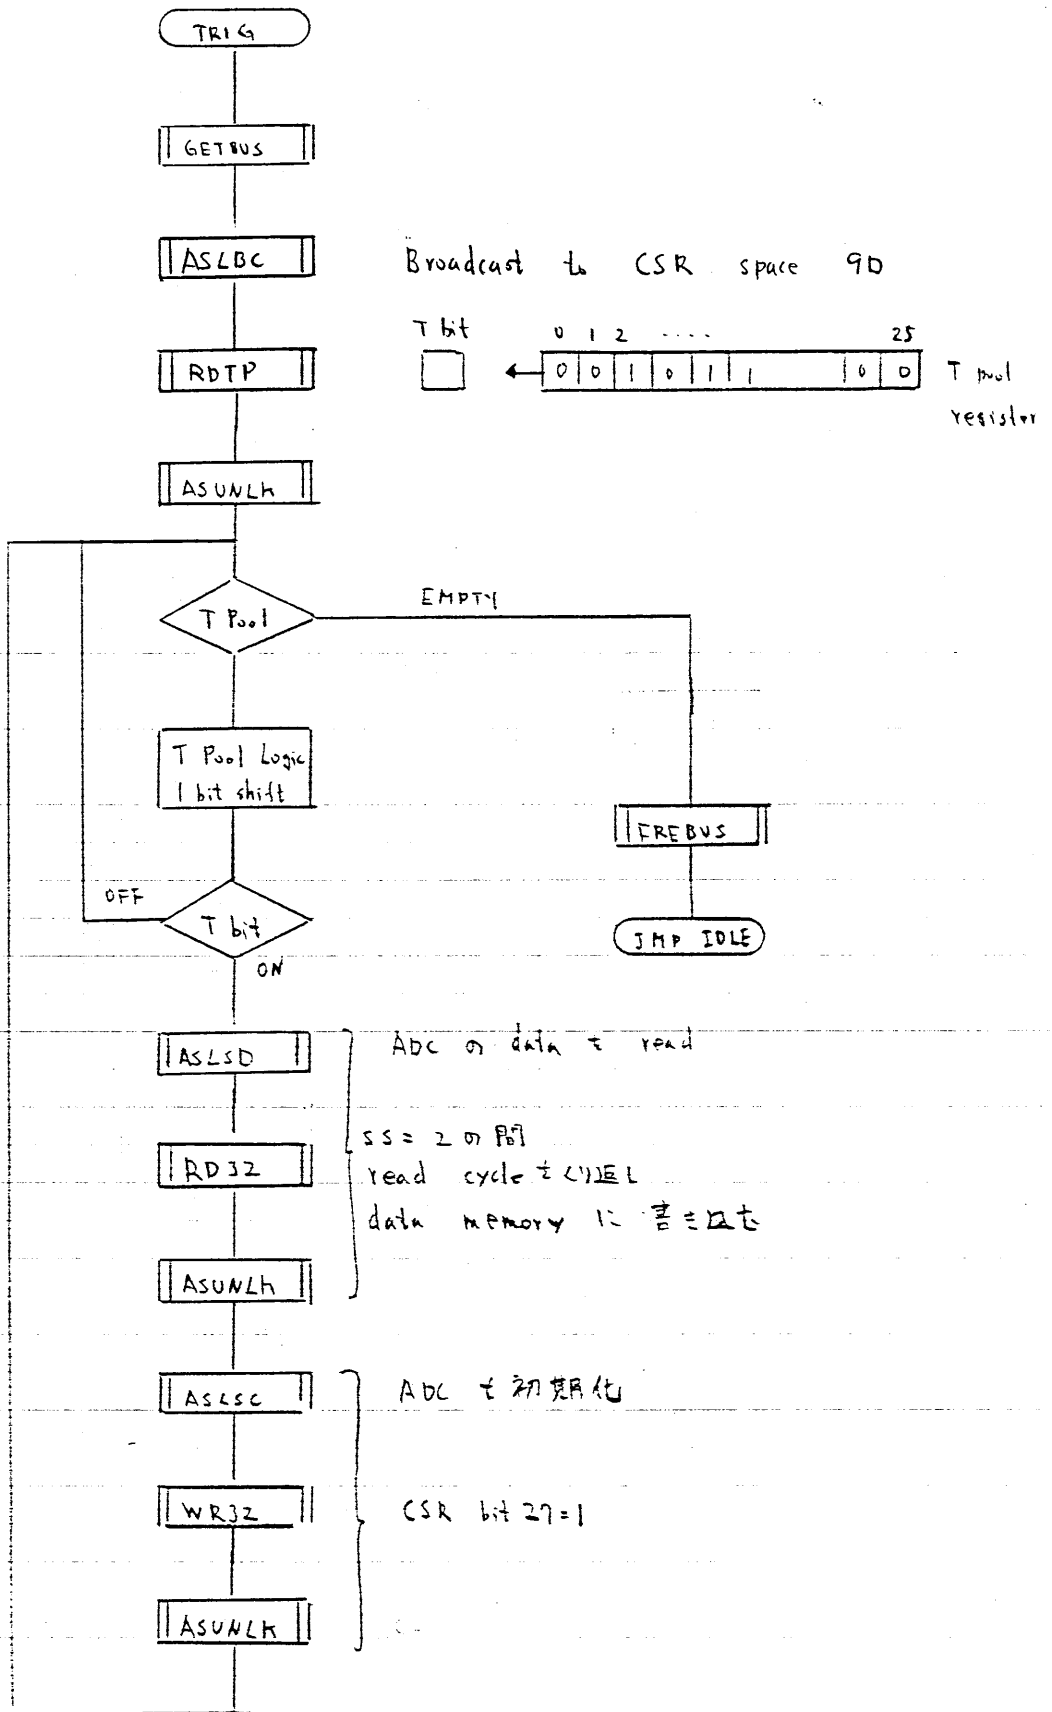 TRIG
GETBUS
ASLBC
Broadcast to CSR space 9D
T bit
0 1 2 ····
25
RDTP
0 0 1 0 1 1 0 0
T pool
register
ASUNLK
T Pool
EMPTY
T Pool Logic
1 bit shift
FREBUS
OFF
T bit
JMP IDLE
ON
ASLSD
ADC の data を read
SS=2の間
RD32
read cycle をくり返し
data memory に書き込む
ASUNLK
ASLSC
ADC を初期化
WR32
CSR bit 27=1
ASUNLK